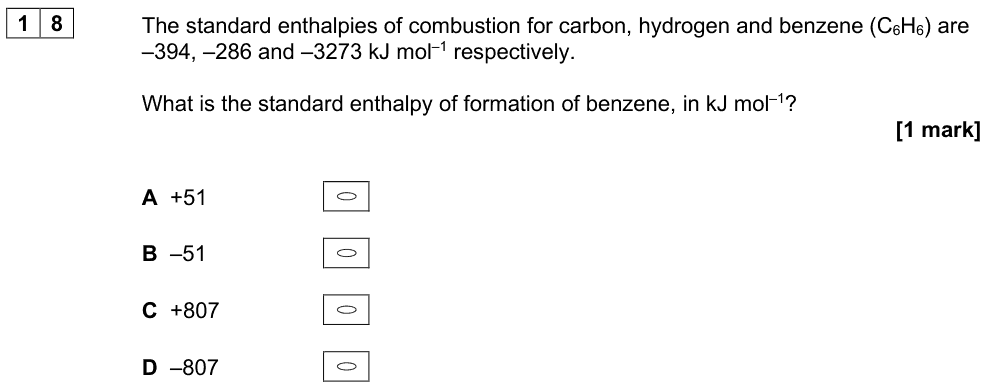 1 8 The standard enthalpies of combustion for carbon, hydrogen and benzene (C₆H₆) are
–394, –286 and –3273 kJ mol⁻¹ respectively.
What is the standard enthalpy of formation of benzene, in kJ mol⁻¹?
[1 mark]
A +51
B –51
C +807
D –807